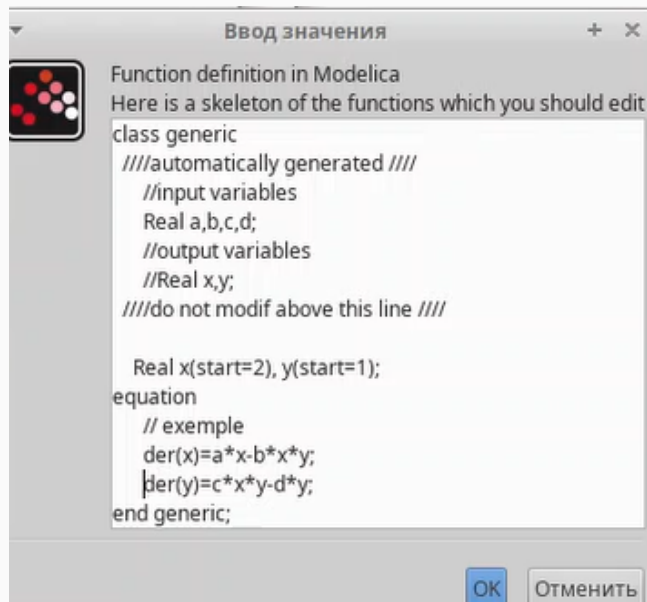 Ввод значения
Function definition in Modelica
Here is a skeleton of the functions which you should edit
class generic
////automatically generated ////
//input variables
Real a,b,c,d;
//output variables
//Real x,y;
////do not modif above this line ////
Real x(start=2), y(start=1);
equation
// exemple
der(x)=a*x-b*x*y;
der(y)=c*x*y-d*y;
end generic;
OK Отменить